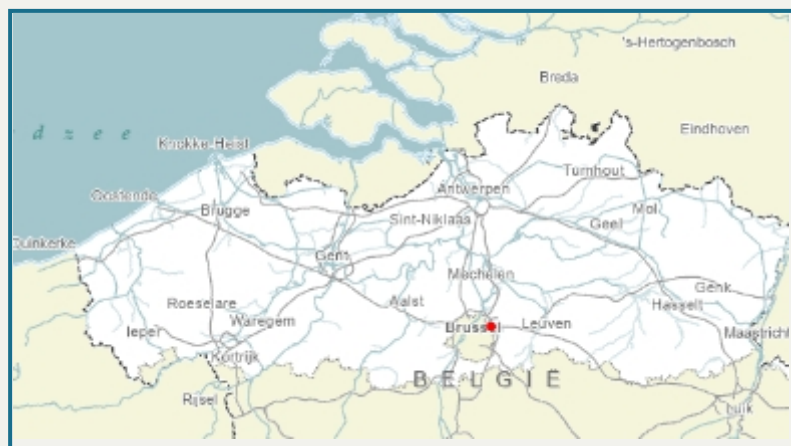 's-Hertogenbosch
Breda
dzee
Eindhoven
Knokke-Heist
Turnhout
Antwerpen
Oostende
Mol
Brugge
Sint-Niklaas
Geel
Duinkerke
Gent
Mechelen
Genk
Roeselare
Aalst
Hasselt
Waregem
Leuven
Ieper
Brussel
Maastricht
Kortrijk
BELGIË
Rijsel
Luik